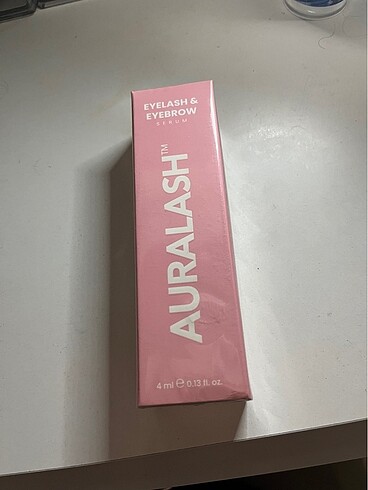 EYELASH &
EYEBROW
SERUM
AURALASH™
4 ml ℮ 0.13 fl. oz.